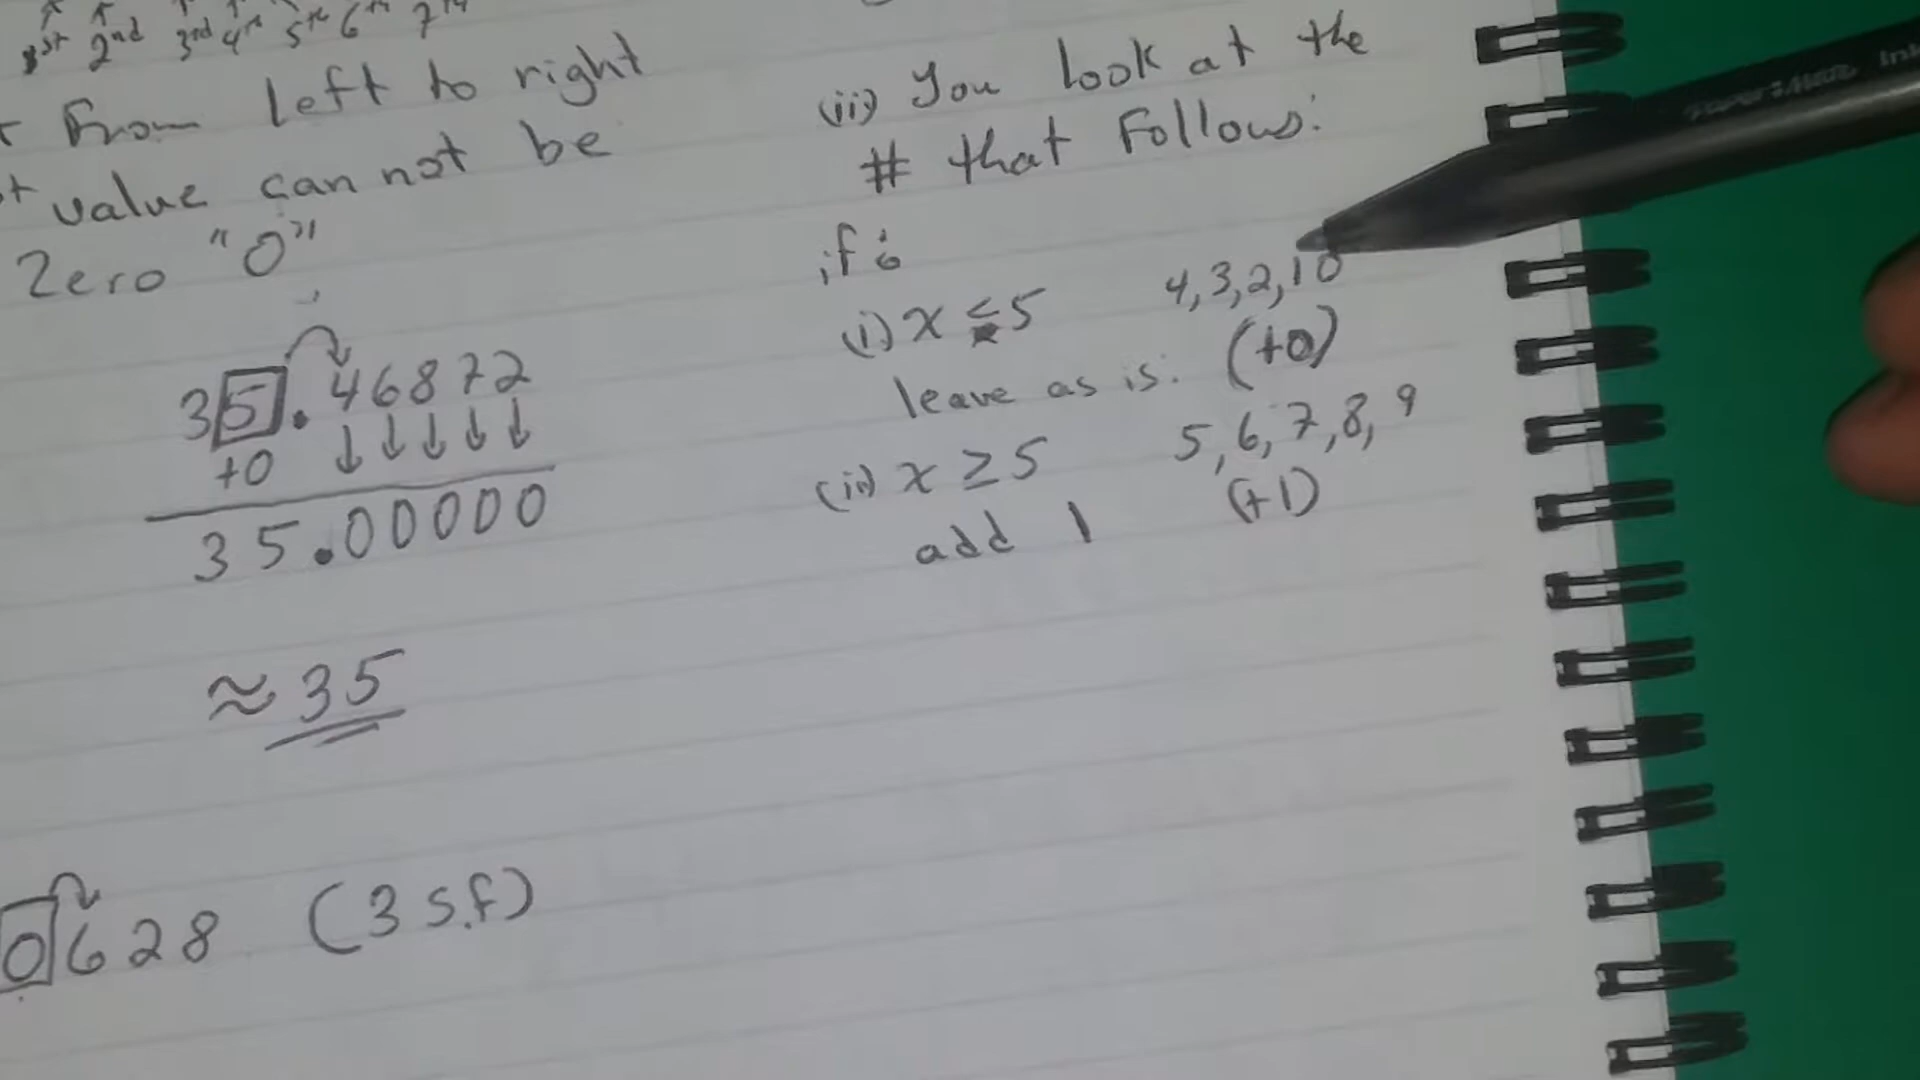 1st 2nd 3rd 4th 5th 6th 7th
From left to right
value can not be
Zero "0"
35.46872
+0
35.00000
≈ 35
0628 (3 s.f)
(iii) You look at the
# that Follows:
if:
(i) x ≤ 5 4,3,2,1 0
leave as is. (+0)
(ii) x ≥ 5 5,6,7,8,9
add 1 (+1)